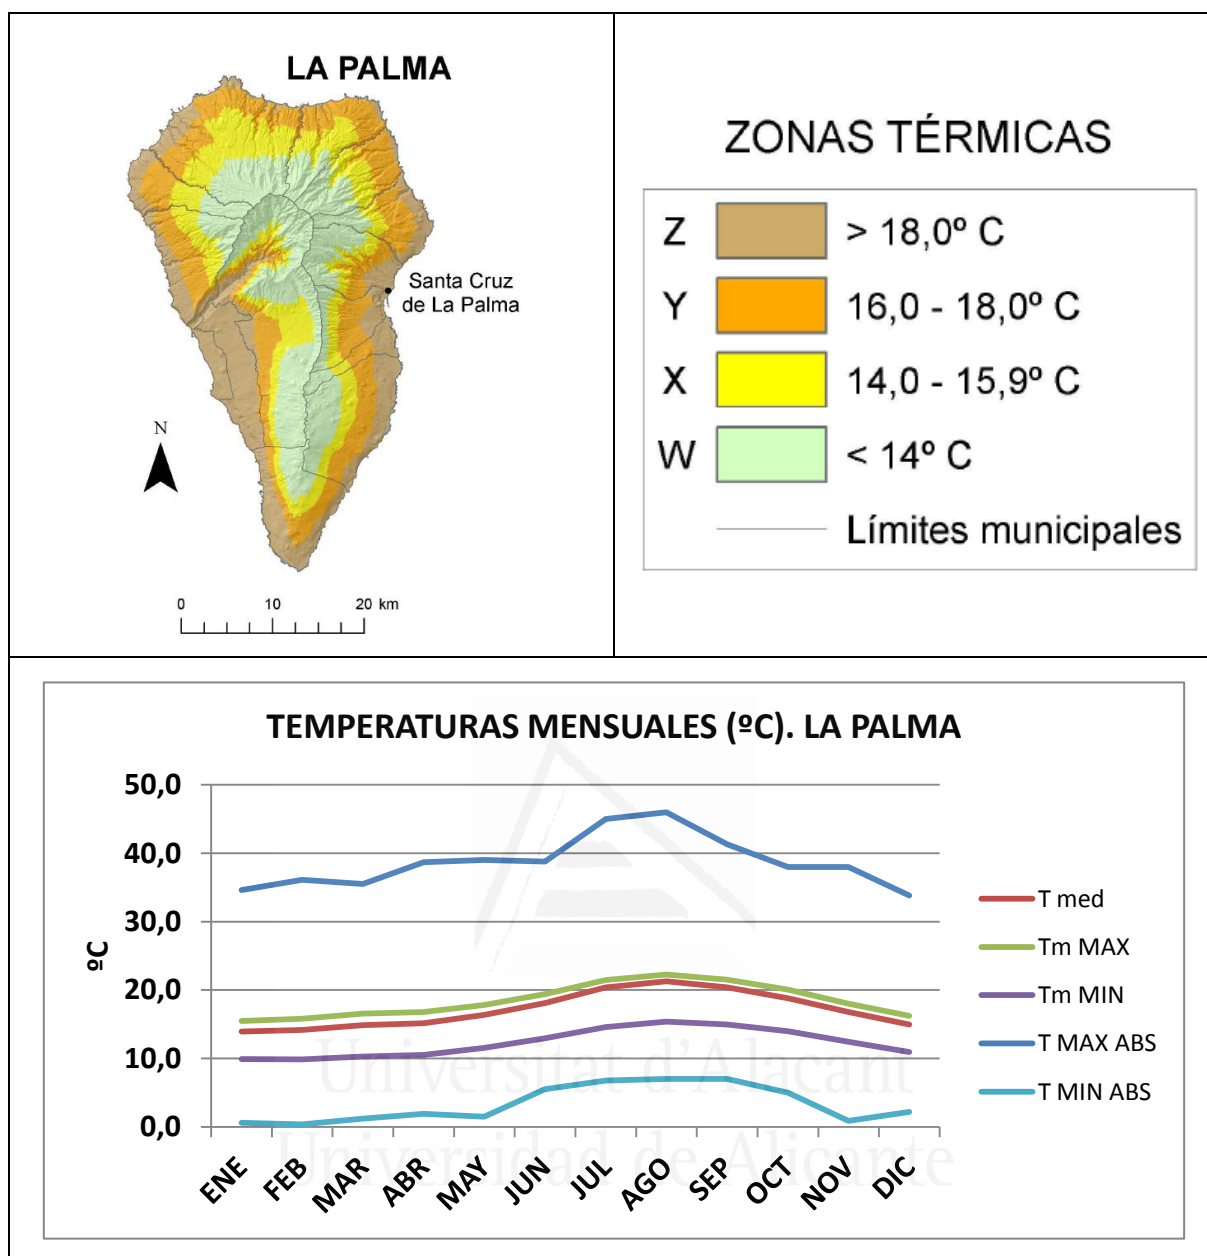 LA PALMA
Santa Cruz
de La Palma
N
0 10 20 km
ZONAS TÉRMICAS
Z > 18,0º C
Y 16,0 - 18,0º C
X 14,0 - 15,9º C
W < 14º C
Límites municipales
TEMPERATURAS MENSUALES (ºC). LA PALMA
50,0
40,0
30,0
20,0
10,0
0,0
ºC
ENE FEB MAR ABR MAY JUN JUL AGO SEP OCT NOV DIC
T med
Tm MAX
Tm MIN
T MAX ABS
T MIN ABS
Universitat d'Alacant
Universidad de Alicante